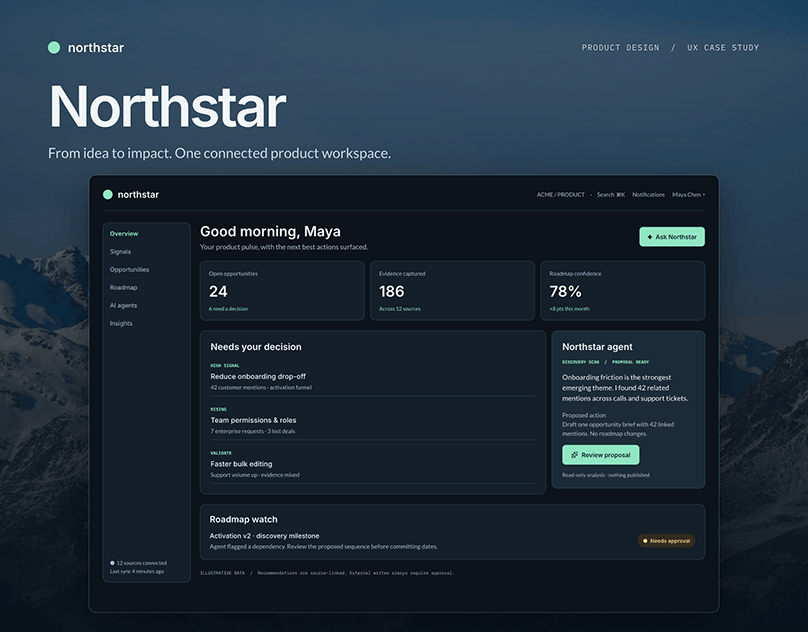 northstar
PRODUCT DESIGN / UX CASE STUDY
Northstar
From idea to impact. One connected product workspace.
northstar
ACME / PRODUCT · Search ⌘K Notifications Maya Chen
Overview
Signals
Opportunities
Roadmap
AI agents
Insights
12 sources connected
Last sync 4 minutes ago
Good morning, Maya
Your product pulse, with the next best actions surfaced.
Ask Northstar
Open opportunities
24
6 need a decision
Evidence captured
186
Across 12 sources
Roadmap confidence
78%
+8 pts this month
Needs your decision
HIGH SIGNAL
Reduce onboarding drop-off
42 customer mentions · activation funnel
RISING
Team permissions & roles
7 enterprise requests · 3 lost deals
VALIDATE
Faster bulk editing
Support volume up · evidence mixed
Northstar agent
DISCOVERY SCAN / PROPOSAL READY
Onboarding friction is the strongest
emerging theme. I found 42 related
mentions across calls and support tickets.
Proposed action
Draft one opportunity brief with 42 linked
mentions. No roadmap changes.
Review proposal
Read-only analysis · nothing published
Roadmap watch
Activation v2 · discovery milestone
Agent flagged a dependency. Review the proposed sequence before committing dates.
Needs approval
ILLUSTRATIVE DATA / Recommendations are source-linked. External writes always require approval.